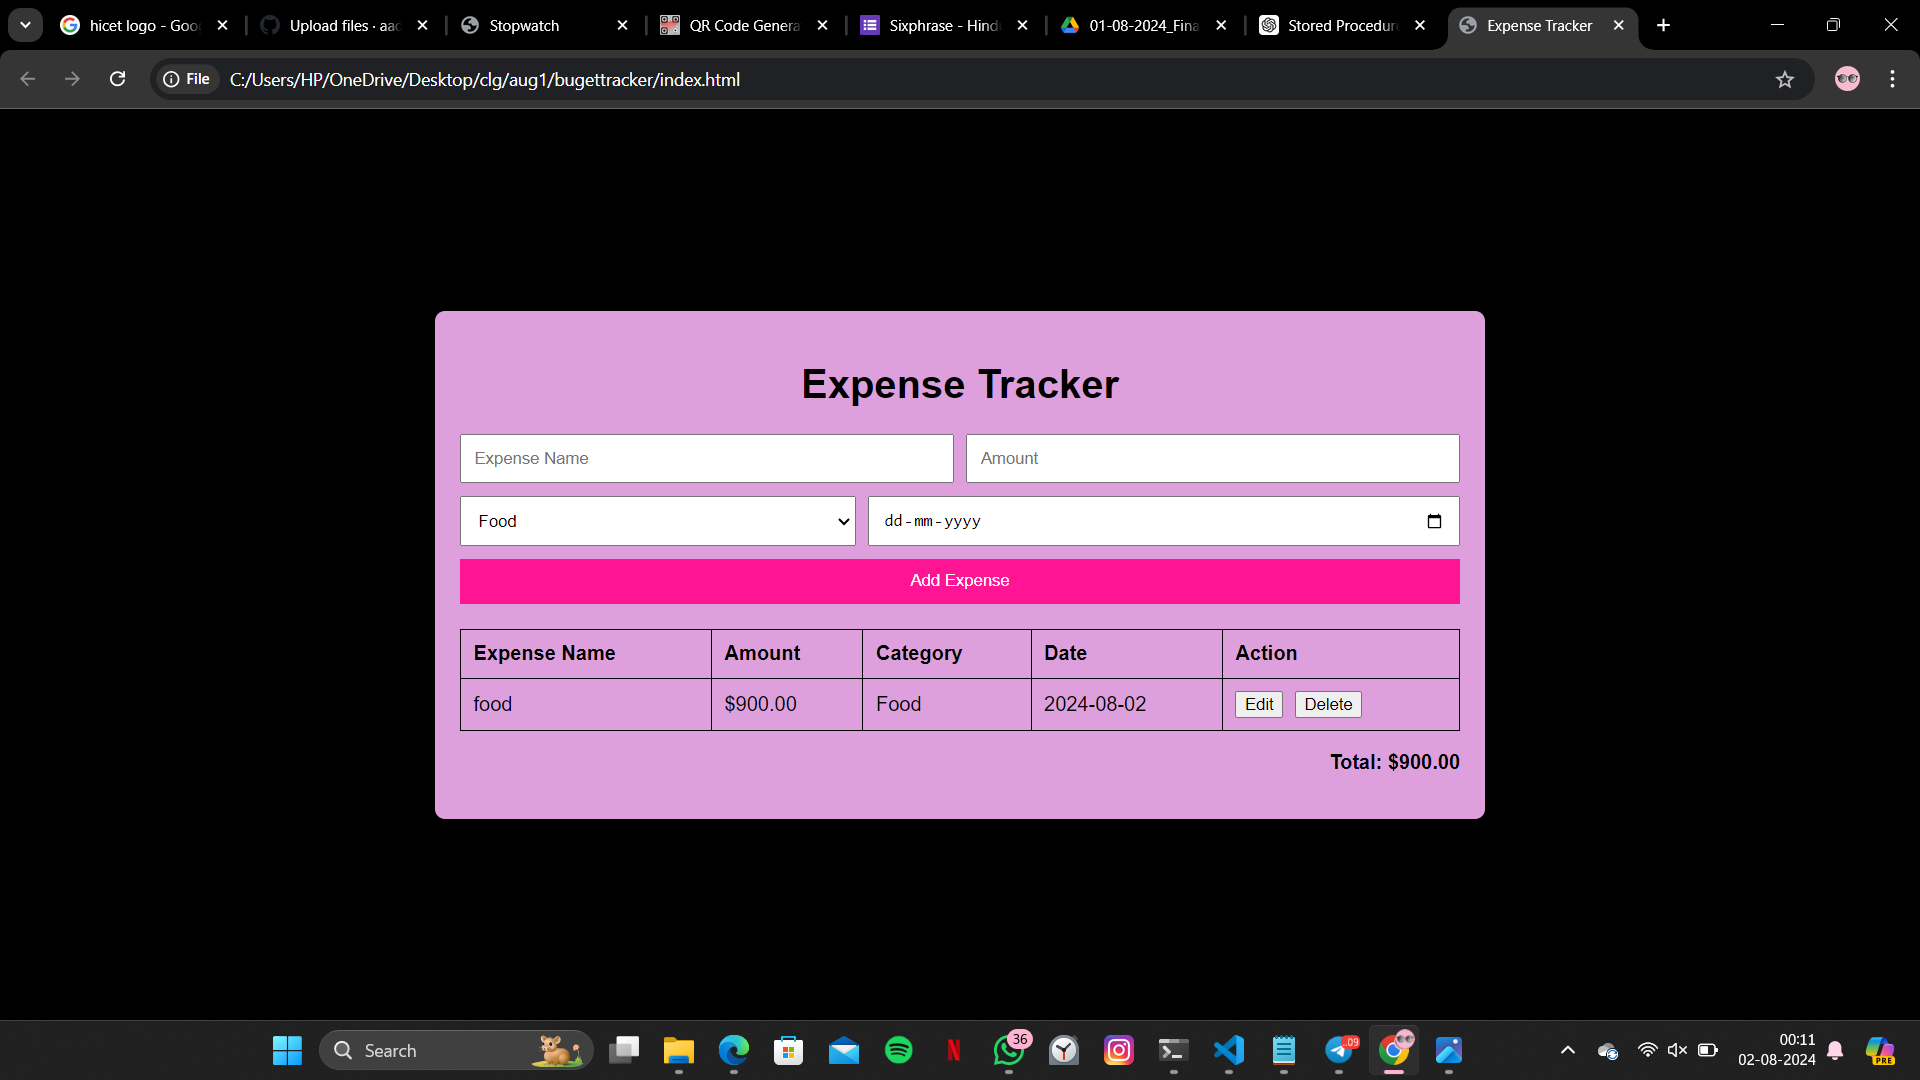 hicet logo - Goo
Upload files · aac
Stopwatch
QR Code Genera
Sixphrase - Hind
01-08-2024_Fina
Stored Procedur
Expense Tracker
File
C:/Users/HP/OneDrive/Desktop/clg/aug1/bugettracker/index.html
Expense Tracker
Expense Name
Amount
Food
dd-mm-yyyy
Add Expense
Expense Name Amount Category Date Action
food $900.00 Food 2024-08-02 Edit Delete
Total: $900.00
Search
36
.09
00:11
02-08-2024
PRE